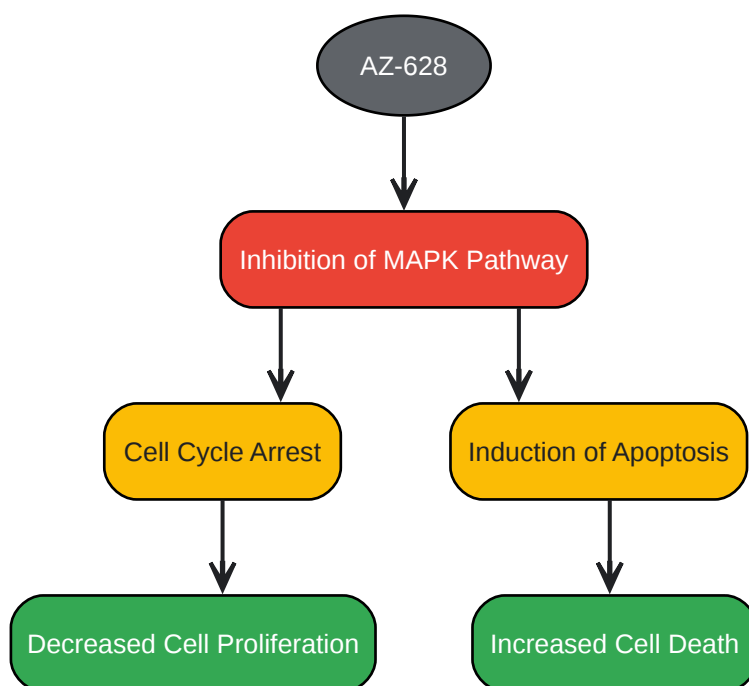 AZ-628
Inhibition of MAPK Pathway
Cell Cycle Arrest
Induction of Apoptosis
Decreased Cell Proliferation
Increased Cell Death